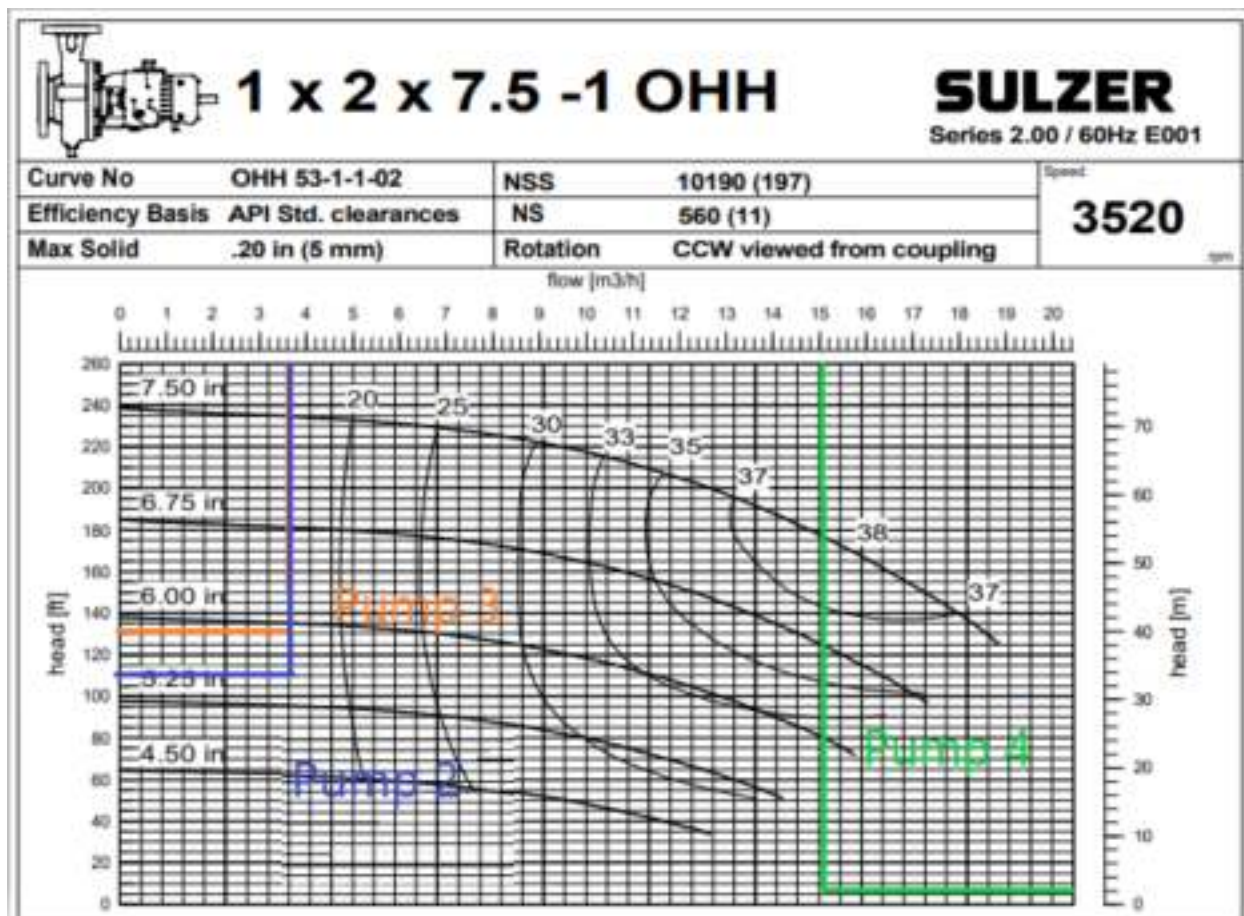 1 x 2 x 7.5 -1 OHH
SULZER
Series 2.00 / 60Hz E001
Curve No OHH 53-1-1-02 NSS 10190 (197) Speed
Efficiency Basis API Std. clearances NS 560 (11) 3520
Max Solid .20 in (5 mm) Rotation CCW viewed from coupling rpm
flow [m3/h]
0 1 2 3 4 5 6 7 8 9 10 11 12 13 14 15 16 17 18 19 20
260
7.50 in
240
20 25 30 33 35 37 38 37
220
200
6.75 in
180
160
6.00 in
140
Pump 3
120
5.25 in
100
80
4.50 in
Pump 2
Pump 4
60
40
20
0
head [ft]
70
60
50
40
30
20
10
0
head [m]